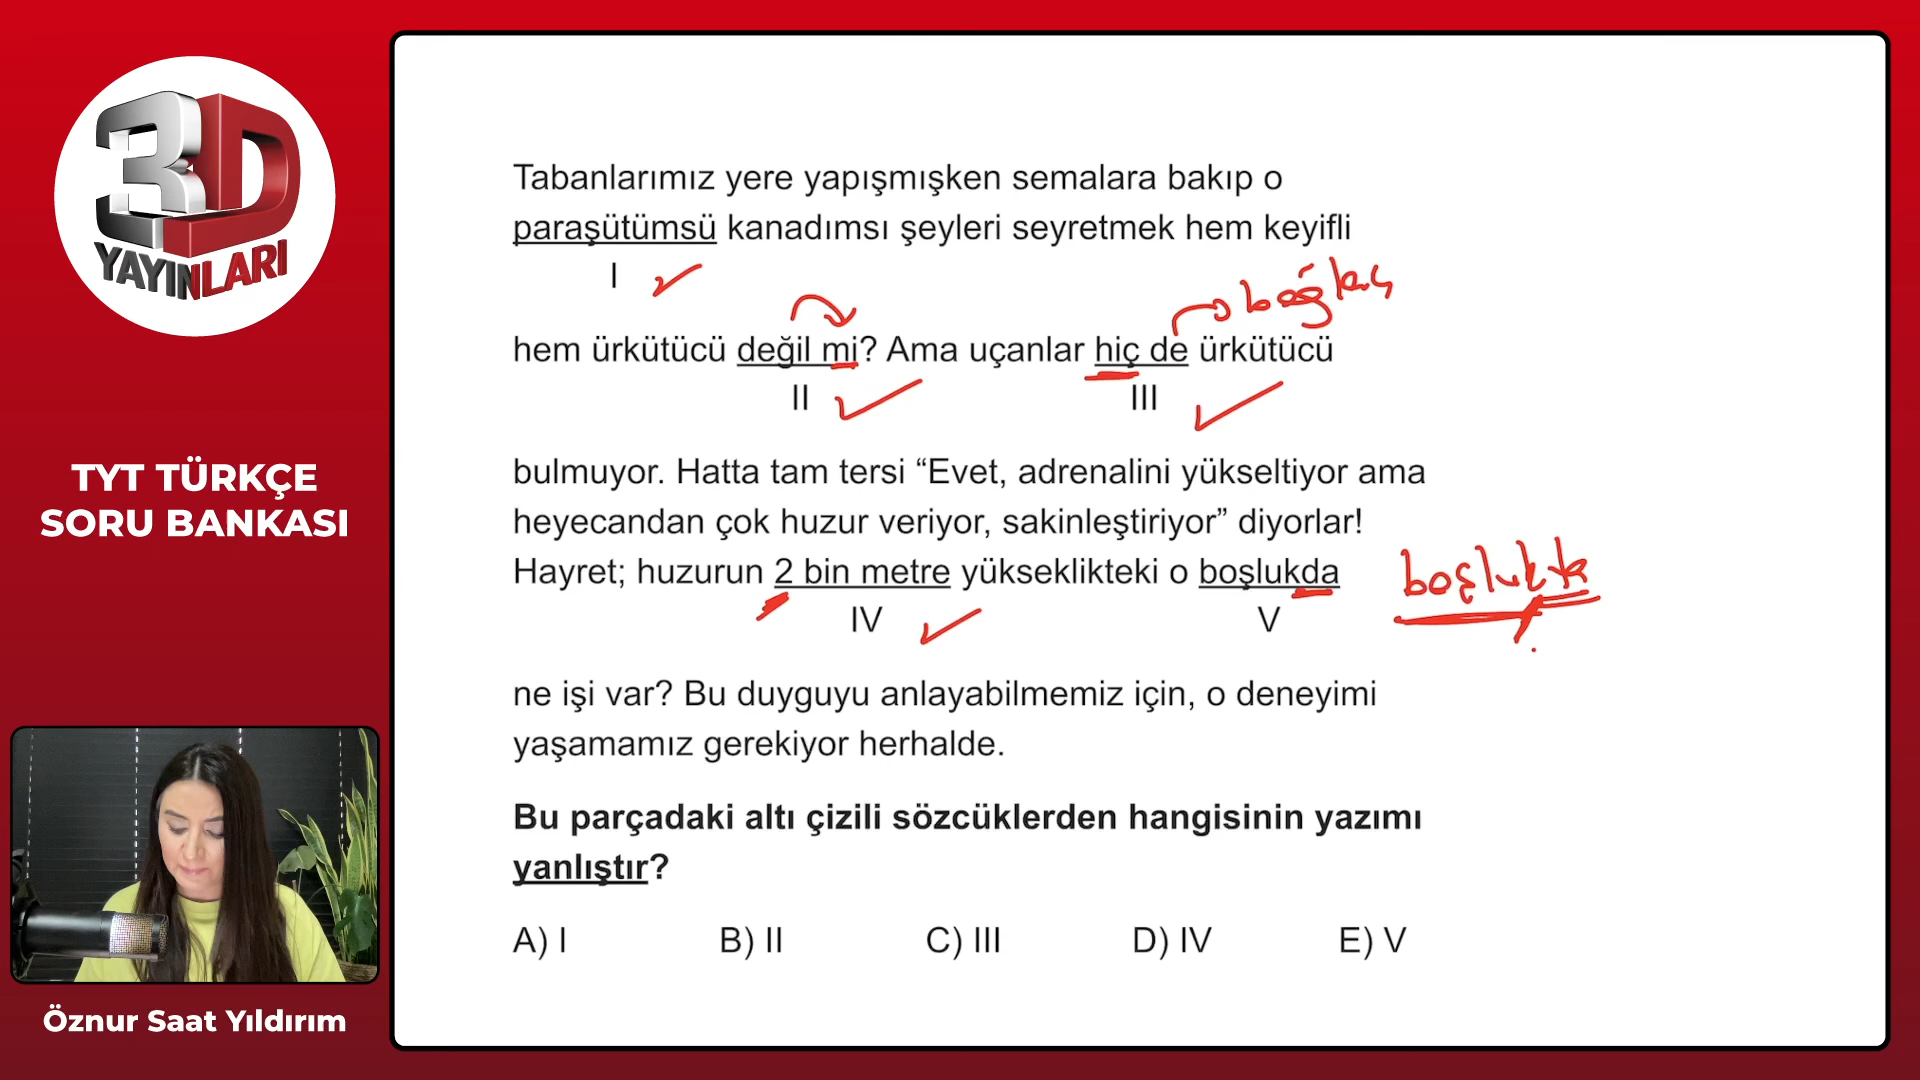 3D
YAYINLARI
TYT TÜRKÇE
SORU BANKASI
Öznur Saat Yıldırım
Tabanlarımız yere yapışmışken semalara bakıp o
paraşütümsü kanadımsı şeyleri seyretmek hem keyifli
I
bağlaç
hem ürkütücü değil mi? Ama uçanlar hiç de ürkütücü
II III
bulmuyor. Hatta tam tersi “Evet, adrenalini yükseltiyor ama
heyecandan çok huzur veriyor, sakinleştiriyor” diyorlar!
Hayret; huzurun 2 bin metre yükseklikteki o boşlukda
IV V
ne işi var? Bu duyguyu anlayabilmemiz için, o deneyimi
yaşamamız gerekiyor herhalde.
Bu parçadaki altı çizili sözcüklerden hangisinin yazımı
yanlıştır?
A) I B) II C) III D) IV E) V